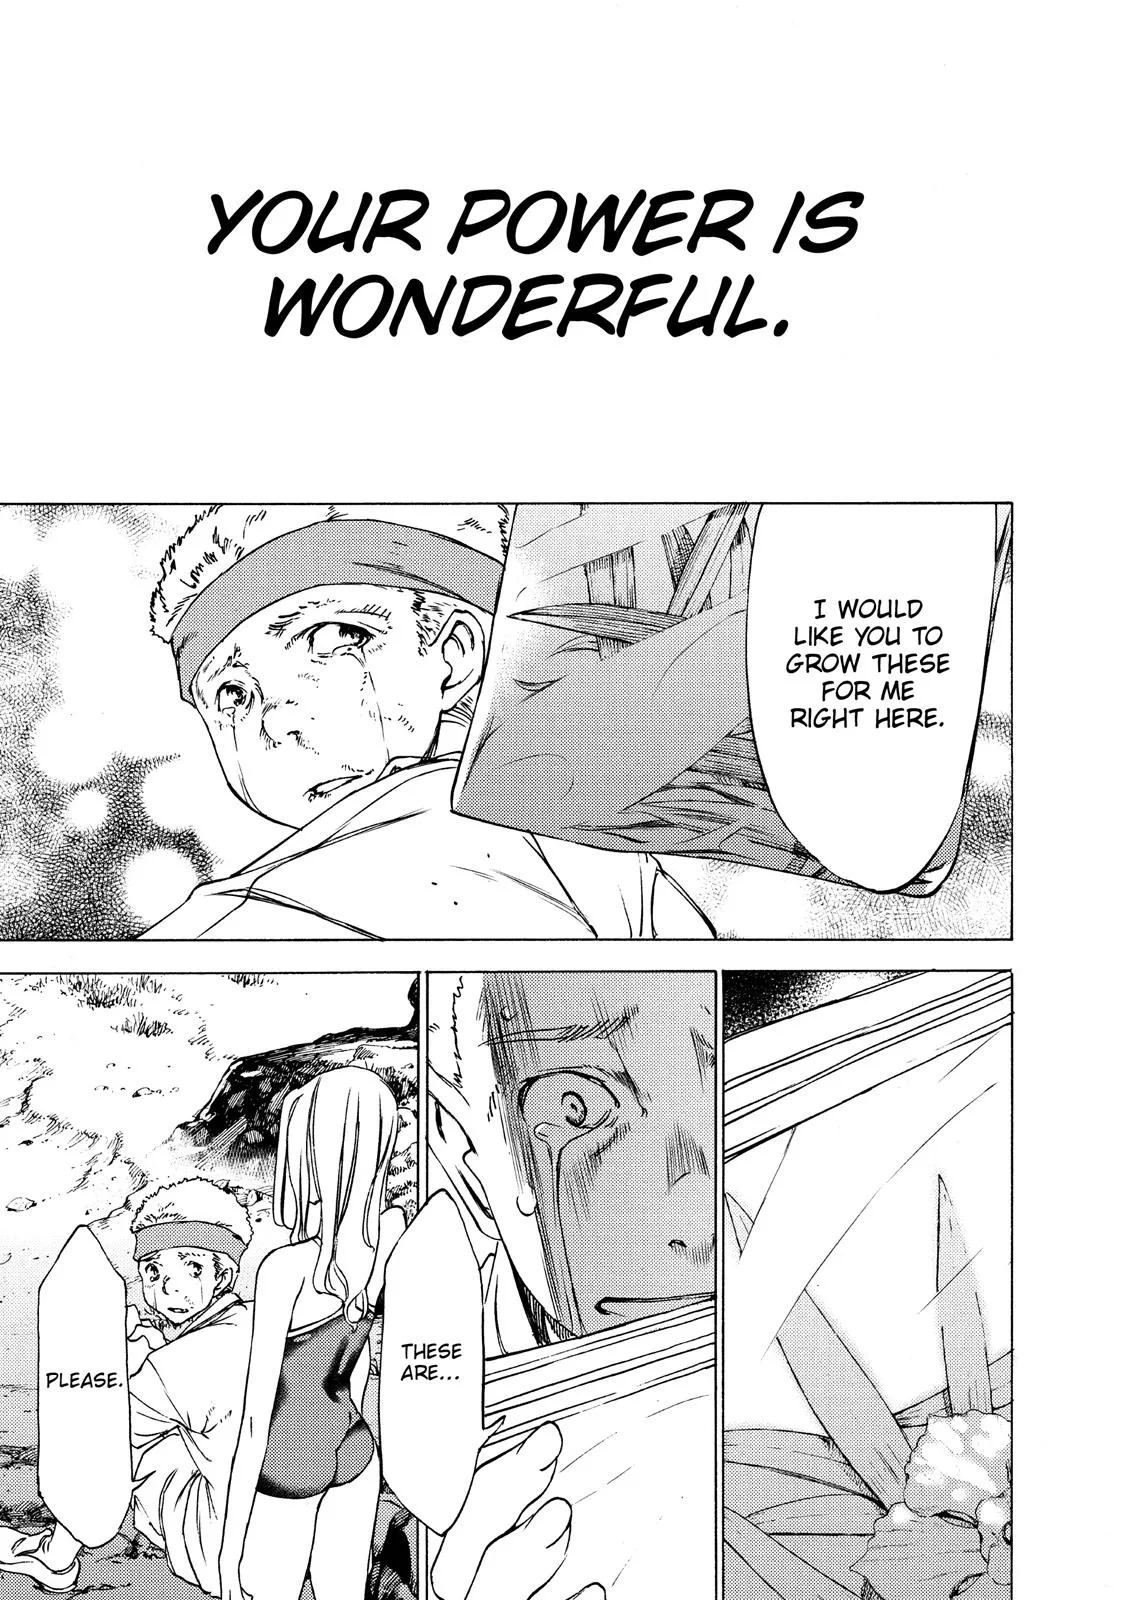 YOUR POWER IS
WONDERFUL.
I WOULD
LIKE YOU TO
GROW THESE
FOR ME
RIGHT HERE.
THESE
ARE...
PLEASE.